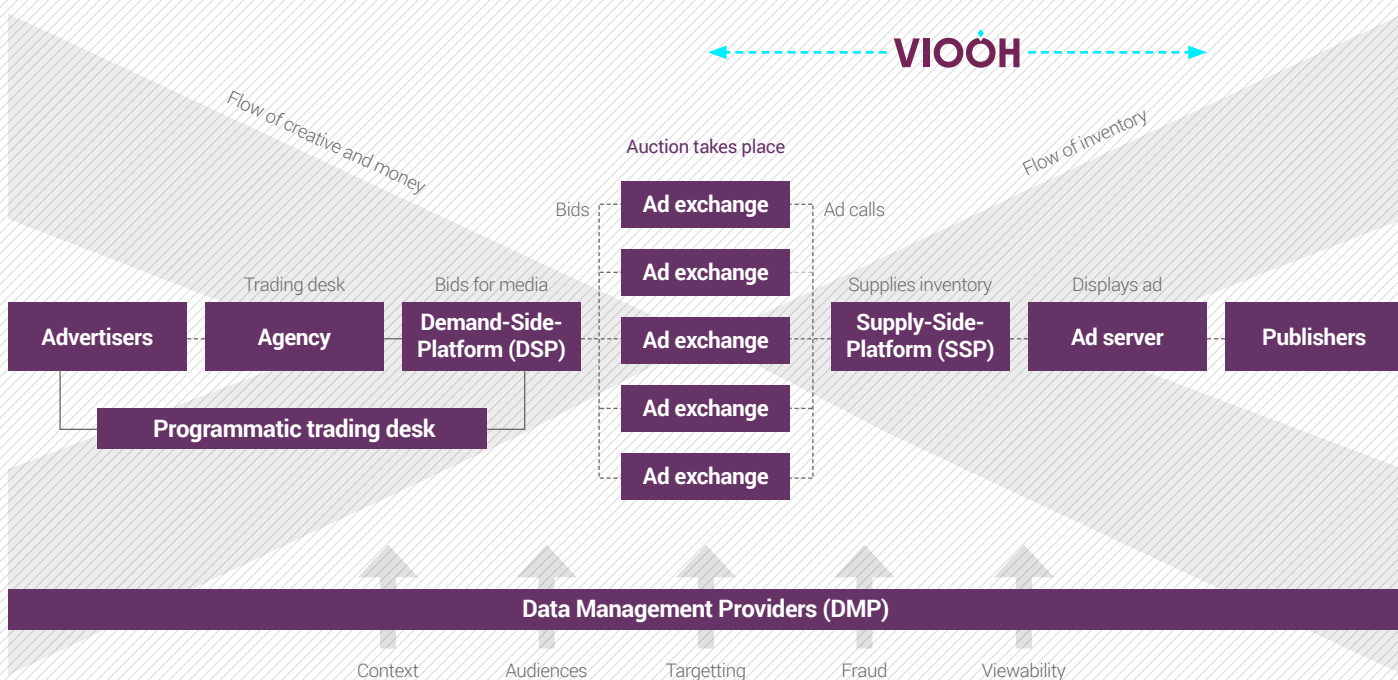 VIOOH
Flow of creative and money
Flow of inventory
Auction takes place
Bids
Ad exchange
Ad calls
Ad exchange
Ad exchange
Ad exchange
Ad exchange
Trading desk
Bids for media
Supplies inventory
Displays ad
Advertisers
Agency
Demand-Side-
Platform (DSP)
Supply-Side-
Platform (SSP)
Ad server
Publishers
Programmatic trading desk
Data Management Providers (DMP)
Context
Audiences
Targetting
Fraud
Viewability